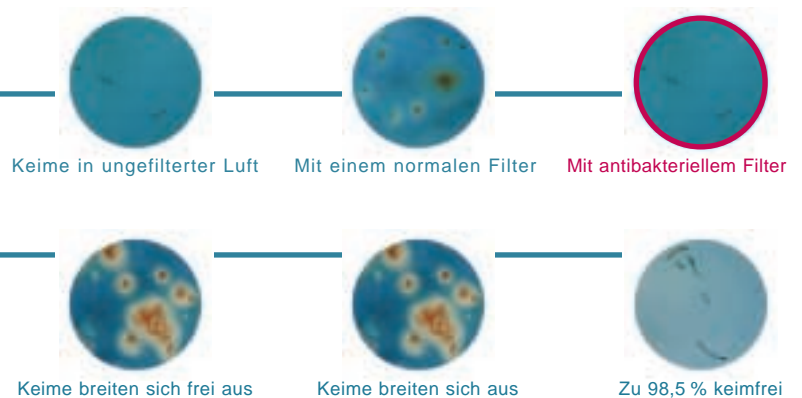 Keime in ungefilterter Luft
Mit einem normalen Filter
Mit antibakteriellem Filter
Keime breiten sich frei aus
Keime breiten sich aus
Zu 98,5 % keimfrei